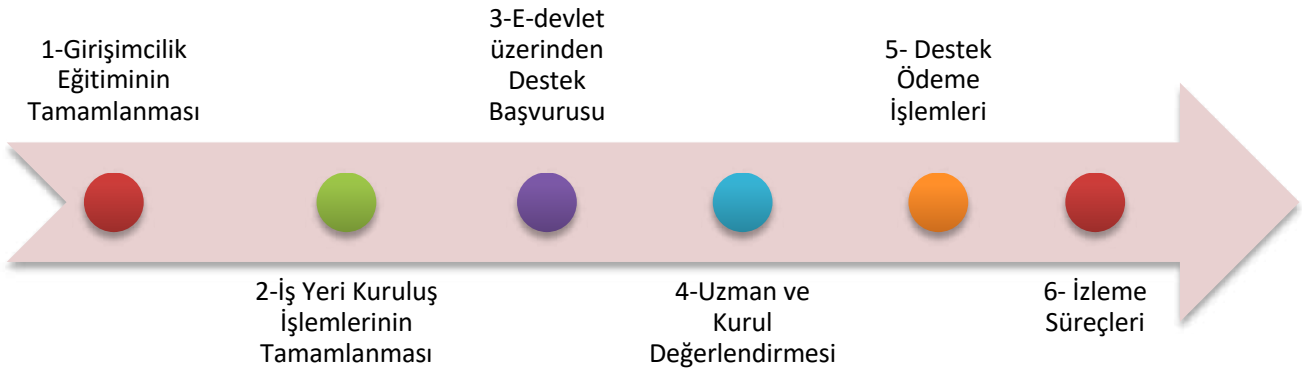 1-Girişimcilik
Eğitiminin
Tamamlanması
2-İş Yeri Kuruluş
İşlemlerinin
Tamamlanması
3-E-devlet
üzerinden
Destek
Başvurusu
4-Uzman ve
Kurul
Değerlendirmesi
5- Destek
Ödeme
İşlemleri
6- İzleme
Süreçleri